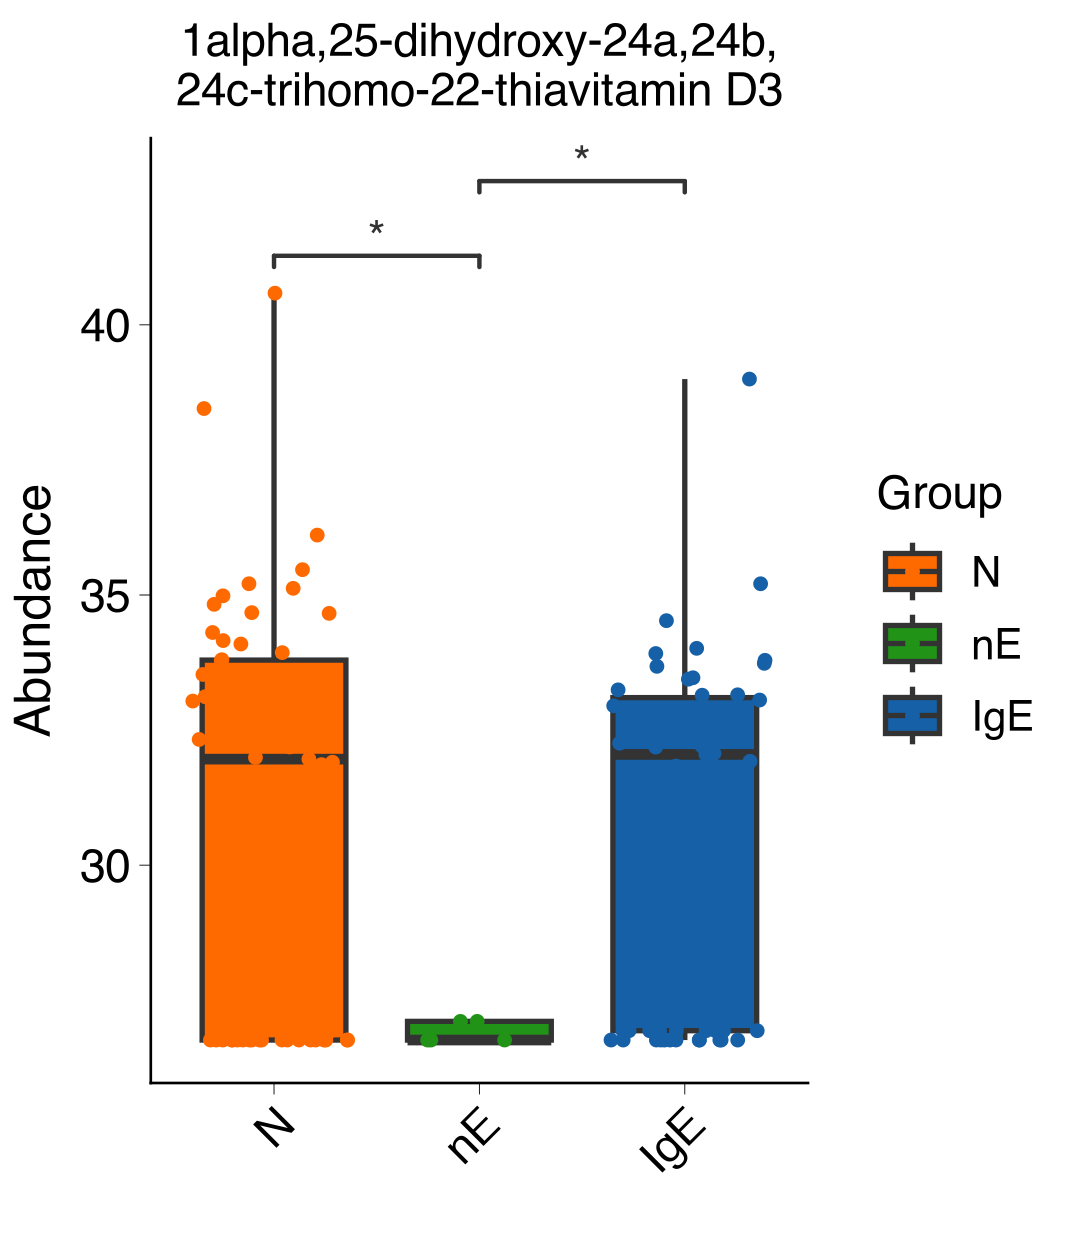 1alpha,25-dihydroxy-24a,24b,
24c-trihomo-22-thiavitamin D3
*
*
40
35
30
Abundance
N
nE
IgE
Group
N
nE
IgE